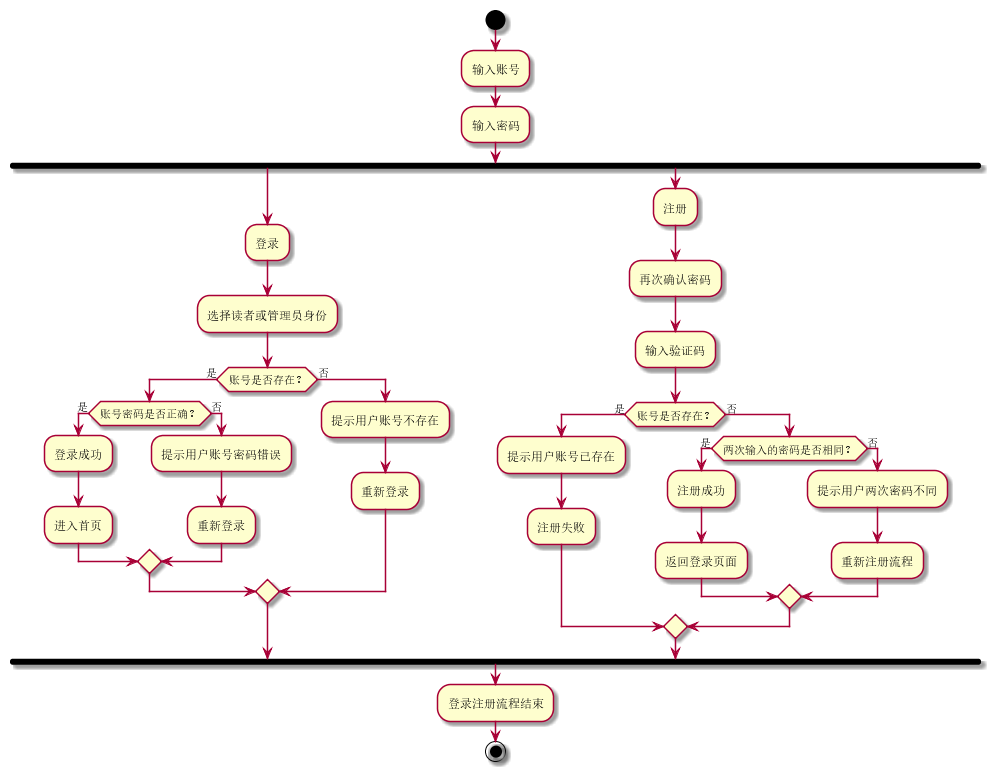 输入账号
输入密码
登录
选择读者或管理员身份
账号是否存在？
是
否
账号密码是否正确？
是
否
登录成功
进入首页
提示用户账号密码错误
重新登录
提示用户账号不存在
重新登录
注册
再次确认密码
输入验证码
账号是否存在？
是
否
提示用户账号已存在
注册失败
两次输入的密码是否相同？
是
否
注册成功
返回登录页面
提示用户两次密码不同
重新注册流程
登录注册流程结束